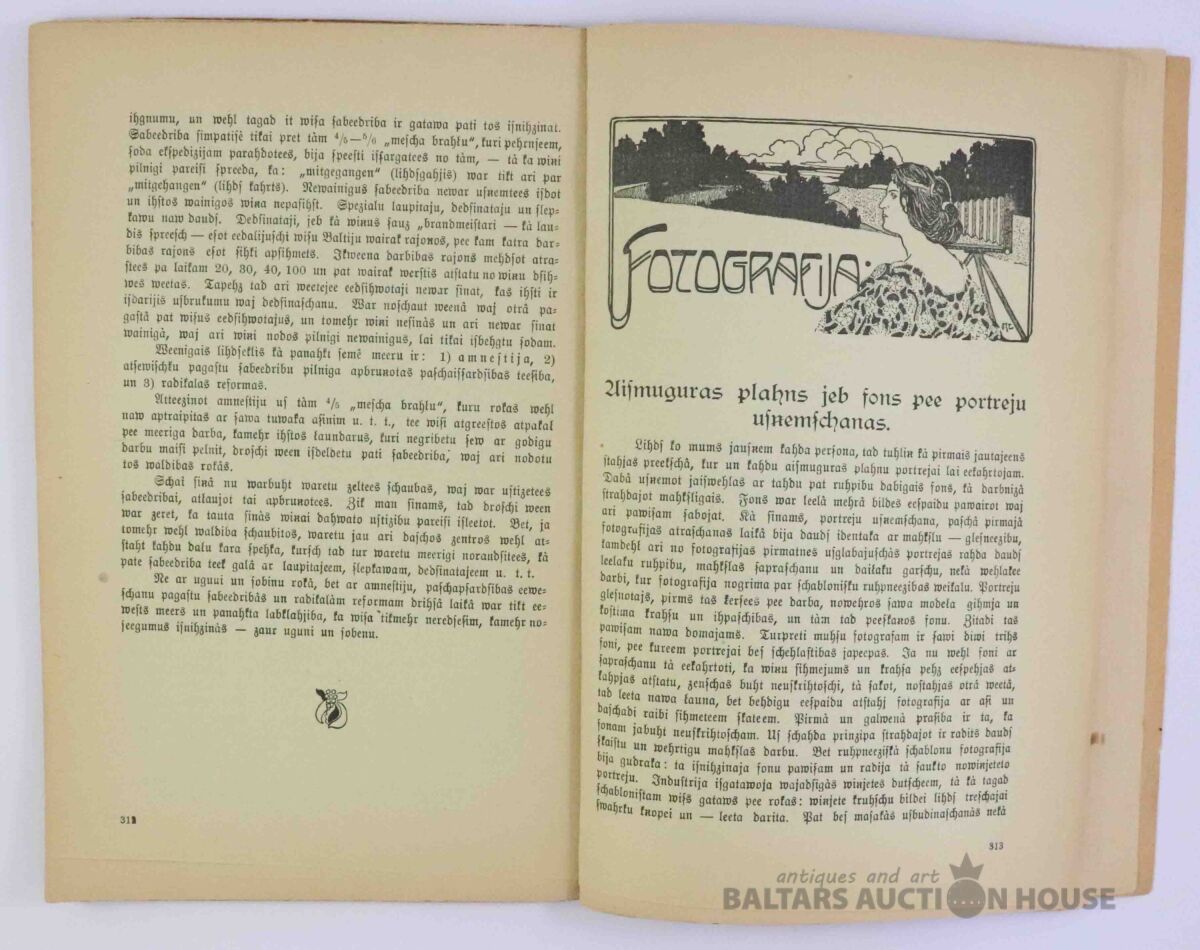 ihgnumu, un wehl tagad it wiſa ſabeedriba ir gatawa pati tos iſnihzinat.
Sabeedriba ſimpatiſè tikai pret tàm ⁴/₅—⁵/₆ „meſcha brahļu“, kuri pehrnjeem,
ſoda ekſpedizijam parahdotees, bija ſpeeſti iſſargatees no tàm, — tà ka wiņi
pilnigi pareiſi ſpreeda, ka: „mitgegangen“ (lihdſgahjis) war tikt ari par
„mitgehangen“ (lihdſ kahrts). Newainigus ſabeedriba newar uſņemtees iſdot
un ihſtos wainigos wiņa nepaſihſt. Speziali laupitaju, dedſinataju un ſlep-
kawu naw daudſ. Dedſinataji, jeb kà wiņus ſauz „brandmeiſtari — kà lau-
dis ſpreeſch — eſot eedalijuſchi wiſu Baltiju wairak rajoņos, pee kam katra dar-
bibas rajons eſot ſihki apſihmets. Ikweena darbibas rajons mehdſot atra-
ſtees pa laikam 20, 30, 40, 100 un pat wairak werſtis atſtatu no wiņu dſih-
wes weetas. Tapehz tad ari weetejee eedſihwotaji newar ſinat, kas ihſti ir
iſdarijis uſbrukumu waj dedſinaſchanu. War noſchaut weenà waj otrà pa-
gaſtà pat wiſus eedſihwotajus, un tomehr wiņi neſinàs un ari newar ſinat
wainigà, waj ari wiņi nodos pilnigi newainigus, lai tikai iſbehgtu ſodam.
Weenigais lihdſeklis kà panahkt ſemè meeru ir: 1) amneſtija, 2)
atſewiſchķu pagaſtu ſabeedribu pilniga apbruņotas paſchaiſſardſibas teeſiba,
un 3) radikalas reformas.
Atteezinot amneſtiju uſ tàm ⁴/₅ „meſcha brahļu“, kuru rokas wehl
naw aptraipitas ar ſawa tuwaka aſinim u. t. t., tee wiſi atgreeſtos atpakaļ
pee meeriga darba, kamehr ihſtos ļaundarus, kuri negribetu ſew ar godigu
darbu maiſi pelnit, droſchi ween iſdeldetu pati ſabeedriba, waj ari nodotu
tos waldibas rokàs.
Schai ſiņà nu warbuht waretu zeltees ſchaubas, waj war uſtizetees
ſabeedribai, atļaujot tai apbruņotees. Zik man ſinams, tad droſchi ween
war zeret, ka tauta ſinàs wiņai dahwato uſtizibu pareiſi iſleetot. Bet, ja
tomehr wehl waldiba ſchaubitos, waretu jau ari daſchos zentros wehl at-
ſtaht kahdu daļu kara ſpehka, kurſch tad tur waretu meerigi noraudſitees, kà
pate ſabeedriba teek galà ar laupitajeem, ſlepkawam, dedſinatajeem u. t. t.
Ne ar uguni un ſobinu rokà, bet ar amneſtiju, paſchapſardſibas eewe-
ſchanu pagaſtu ſabeedribàs un radikalàm reformam drihſà laikà war tikt ee-
weſts meers un panahkta labklahjiba, ka wiſa tikmehr neredſeſim, kamehr no-
ſeegumus iſnihzinàs — zaur uguni un ſobenu.
312
FOTOGRAFIJA:
Aiſmuguras plahns jeb fons pee portreju
uſņemſchanas.
Lihdſ ko mums jauſņem kahda perſona, tad tuhliņ kà pirmais jautajeens
ſtahjas preekſchà, kur un kahdu aiſmuguras plahnu portrejai lai eekahrtojam.
Dabà uſņemot jaiſwehlas ar tahdu pat ruhpibu dabigais fons, kà darbnizà
ſtrahdajot mahkſligais. Fons war leelà mehrà bildes eeſpaidu pawairot waj
ari pawiſam ſabojat. Kà ſinams, portreju uſņemſchana, paſchà pirmajà
fotografijas atraſchanas laikà bija daudſ identaka ar mahkſlu — gleſneezibu,
tamdehļ ari no fotografijas pirmatnes uſglabajuſchàs portrejas rahda daudſ
leelaku ruhpibu, mahkſlas ſapraſchanu un daiļaku garſchu, nekà wehlakee
darbi, kur fotografija nogrima par ſchabloniſku ruhpneezibas weikalu. Portreju
gleſnotajs, pirms tas ķerſees pee darba, nowehros ſawa modeļa gihmja un
koſtima krahſu un ihpaſchibas, un tàm tad peeſkaņos fonu. Zitadi tas
pawiſam nawa domajams. Turpreti muhſu fotografam ir ſawi diwi trihs
foni, pee kureem portrejai beſ ſchehlaſtibas japeepas. Ja nu wehl foni ar
ſapraſchanu tà eekahrtoti, ka wiņu ſihmejums un krahſa pehz eeſpehjas at-
kahpjas atſtatu, zenſchas buht neuſkrihtoſchi, tà ſakot, noſtahjas otrà weetà,
tad leeta nawa ļauna, bet behdigu eeſpaidu atſtahj fotografija ar aſi un
daſchadi raibi ſihmeteem ſkateem. Pirmà un galwenà praſiba ir ta, ka
fonam jabuht neuſkrihtoſcham. Uſ ſchahda prinzipa ſtrahdajot ir radits daudſ
ſkaiſtu un wehrtigu mahkſlas darbu. Bet ruhpneeziſkà ſchablonu fotografija
bija gudraka: ta iſnihzinaja fonu pawiſam un radija tà ſaukto nowinjeteto
portreju. Induſtrija iſgatawoja wajadſigàs winjetes dutſcheem, tà kà tagad
ſchabloniſtam wiſs gataws pee rokas: winjete kruhſchu bildei lihdſ treſchajai
ſwahrku knopei un — leeta darita. Pat beſ maſakàs uſbudinaſchanàs nekà
313
antiques and art
BALTARS AUCTION HOUSE